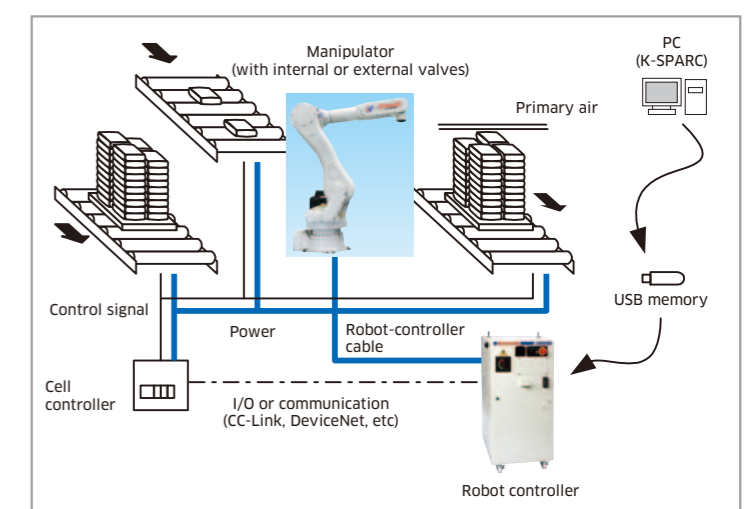 Manipulator
(with internal or external valves)
PC
(K-SPARC)
Primary air
Control signal
Power
Robot-controller
cable
USB memory
Cell
controller
I/O or communication
(CC-Link, DeviceNet, etc)
Robot controller